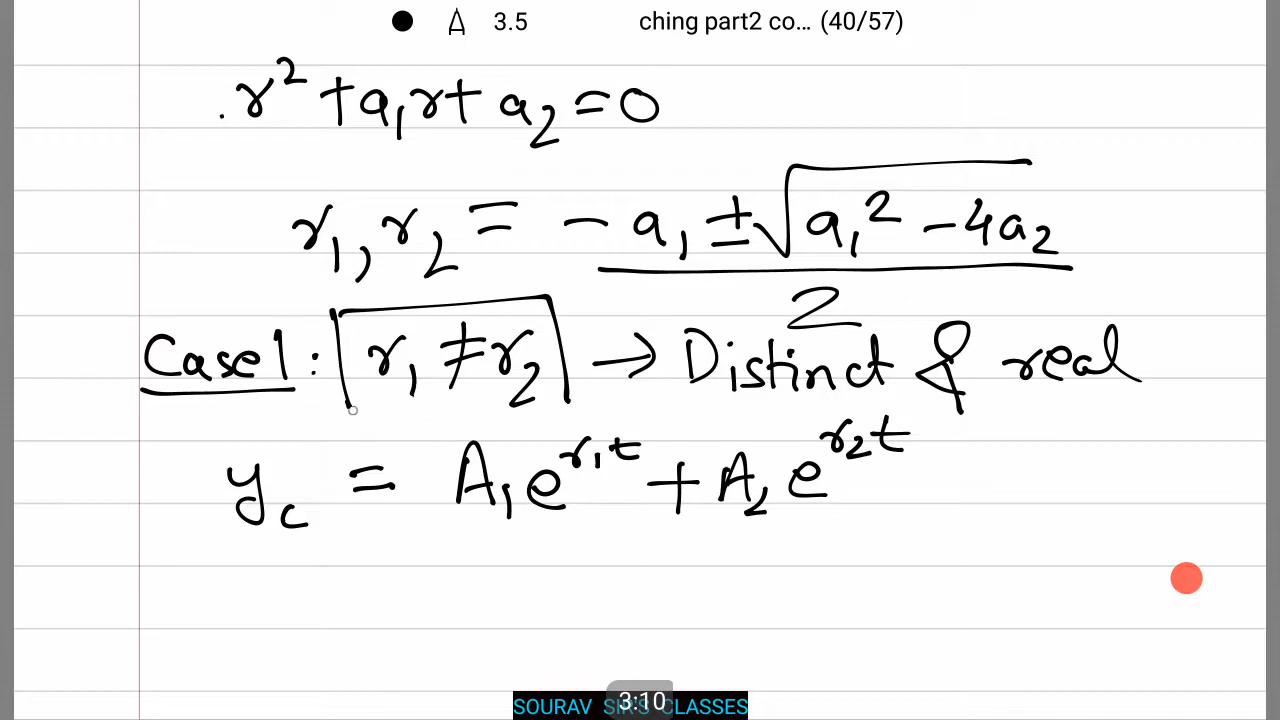 3.5 ching part2 co... (40/57)
r² + a₁r + a₂ = 0
r₁, r₂ = -a₁ ± √(a₁² - 4a₂) / 2
Case 1 : r₁ ≠ r₂ → Distinct & real
y_c = A₁e^(r₁t) + A₂e^(r₂t)
3:10
SOURAV SIR'S CLASSES